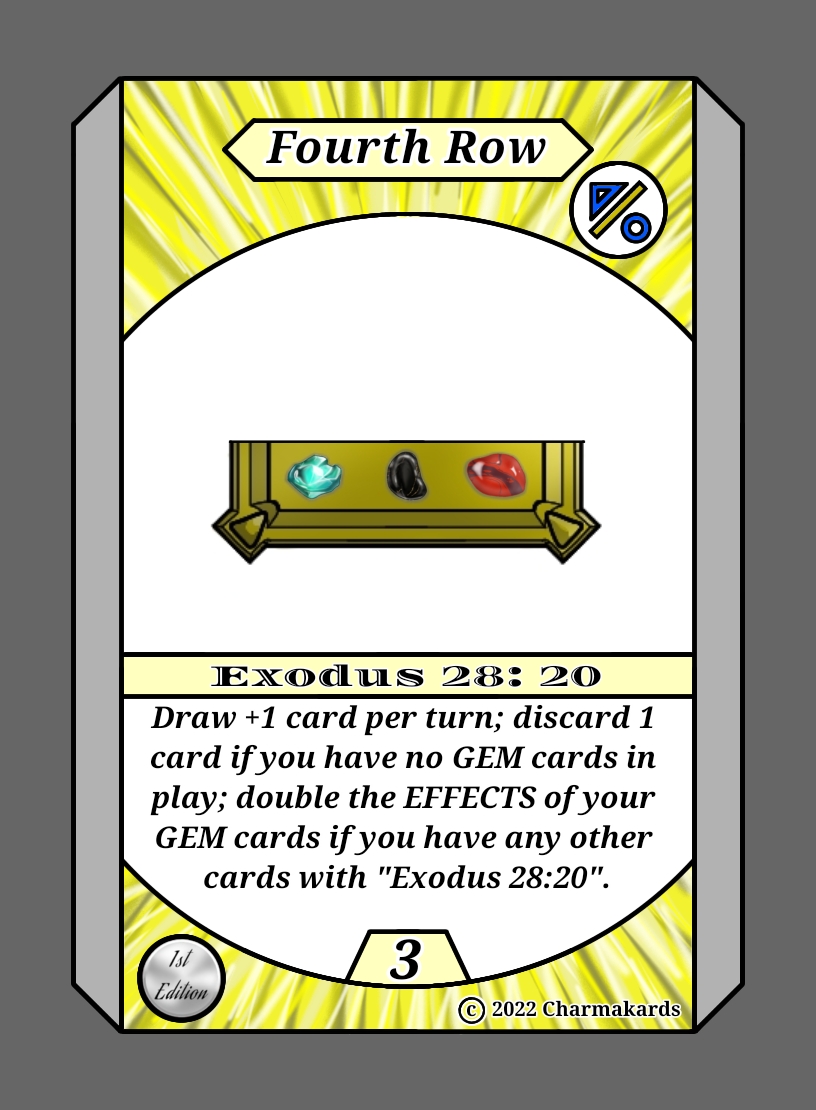 Fourth Row
Exodus 28: 20
Draw +1 card per turn; discard 1
card if you have no GEM cards in
play; double the EFFECTS of your
GEM cards if you have any other
cards with "Exodus 28:20".
3
1st
Edition
© 2022 Charmakards